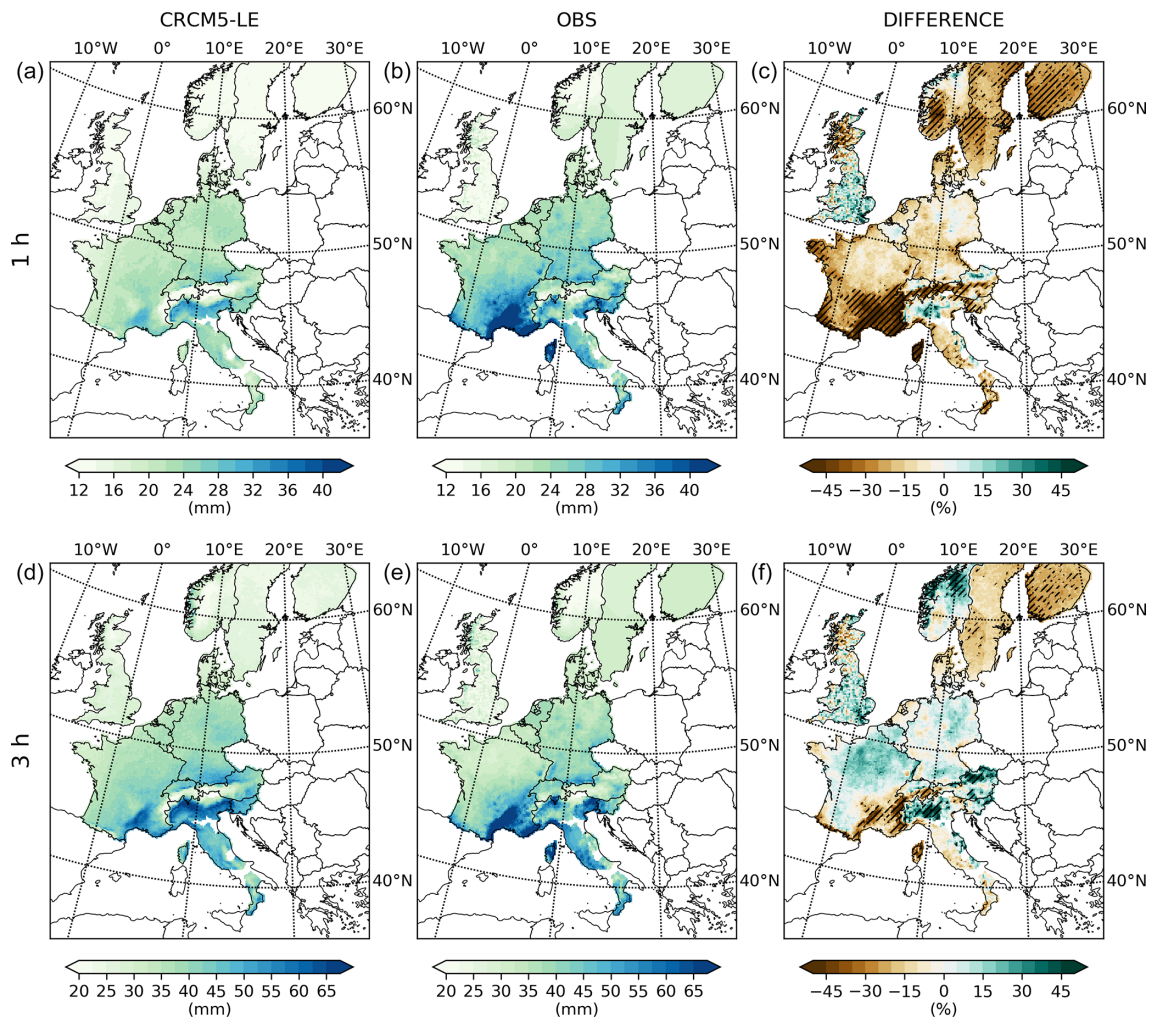 CRCM5-LE OBS DIFFERENCE
10°W 0° 10°E 20°E 30°E 10°W 0° 10°E 20°E 30°E 10°W 0° 10°E 20°E 30°E
(a) (b) (c)
60°N 60°N 60°N
1 h
50°N 50°N 50°N
40°N 40°N 40°N
12 16 20 24 28 32 36 40 12 16 20 24 28 32 36 40 −45 −30 −15 0 15 30 45
(mm) (mm) (%)
10°W 0° 10°E 20°E 30°E 10°W 0° 10°E 20°E 30°E 10°W 0° 10°E 20°E 30°E
(d) (e) (f)
60°N 60°N 60°N
3 h
50°N 50°N 50°N
40°N 40°N 40°N
20 25 30 35 40 45 50 55 60 65 20 25 30 35 40 45 50 55 60 65 −45 −30 −15 0 15 30 45
(mm) (mm) (%)